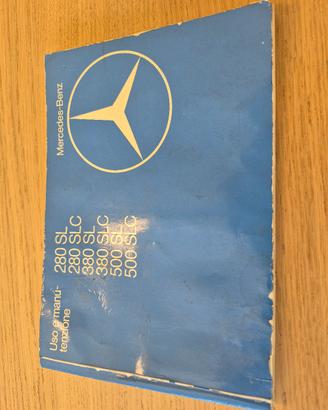 Mercedes-Benz
280 SL
280 SLC
380 SL
380 SLC
500 SL
500 SLC
Uso e manu-
tenzione